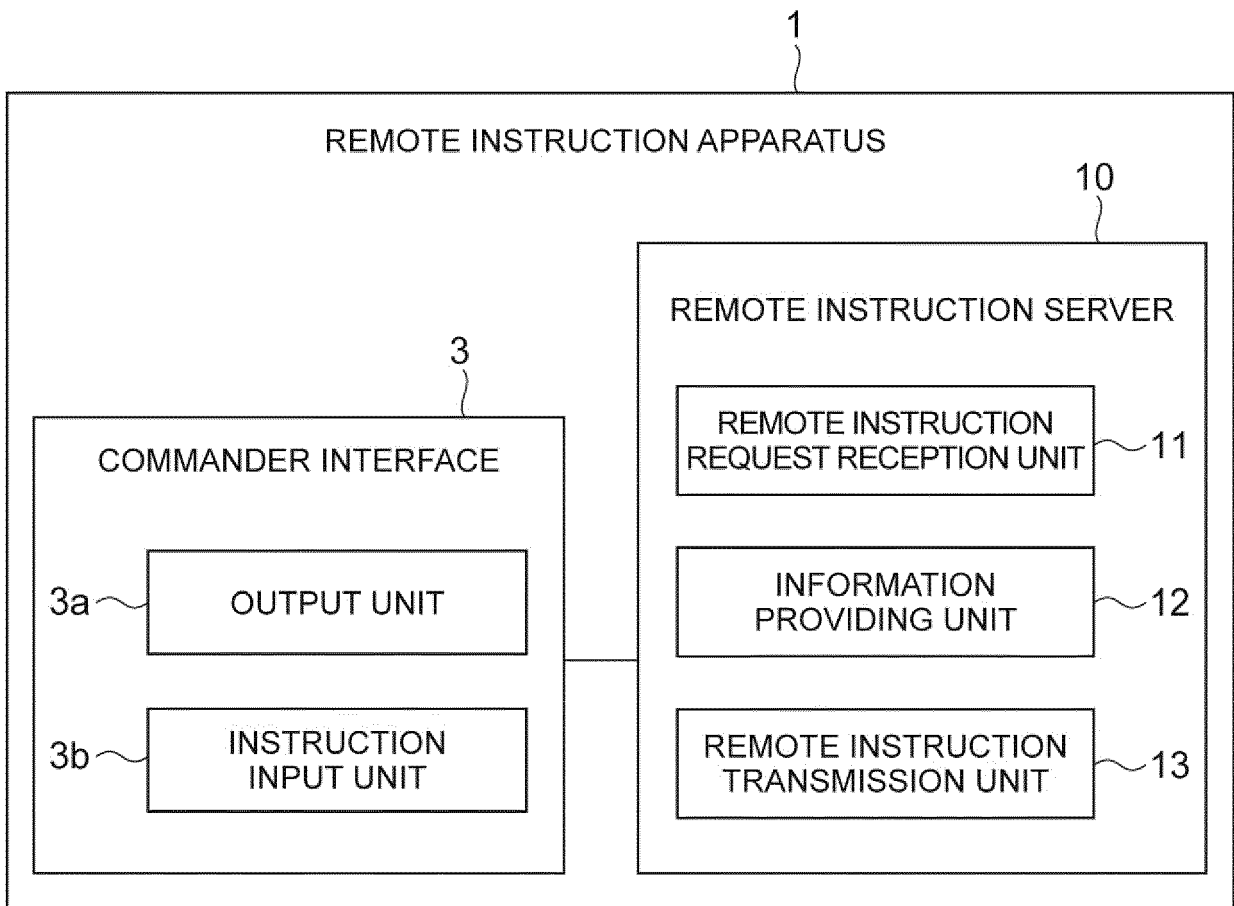 1
REMOTE INSTRUCTION APPARATUS
10
REMOTE INSTRUCTION SERVER
3
COMMANDER INTERFACE
REMOTE INSTRUCTION
REQUEST RECEPTION UNIT
11
3a
OUTPUT UNIT
INFORMATION
PROVIDING UNIT
12
3b
INSTRUCTION
INPUT UNIT
REMOTE INSTRUCTION
TRANSMISSION UNIT
13